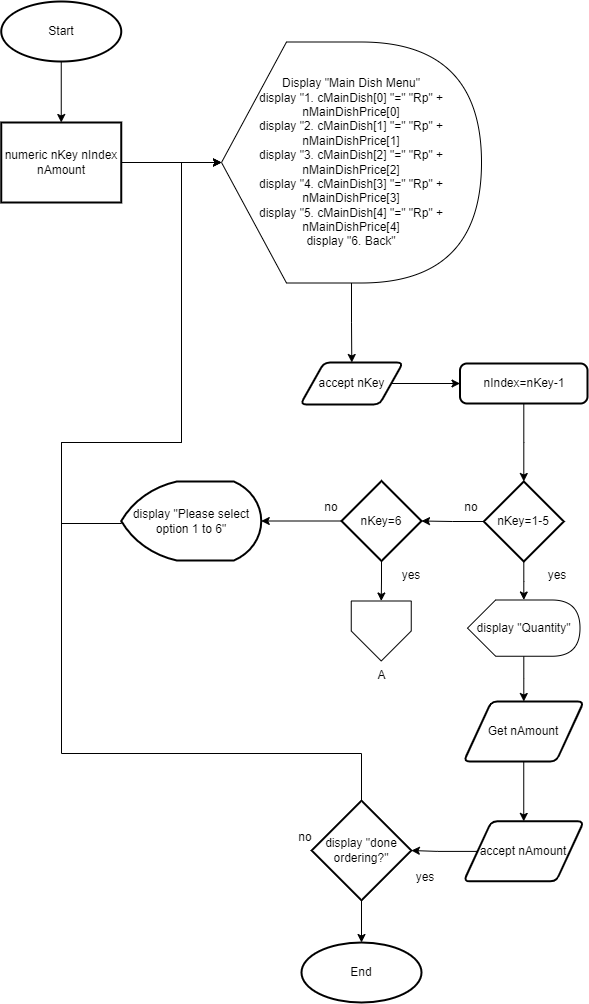 Start
numeric nKey nIndex
nAmount
Display "Main Dish Menu"
display "1. cMainDish[0] "=" "Rp" +
nMainDishPrice[0]
display "2. cMainDish[1] "=" "Rp" +
nMainDishPrice[1]
display "3. cMainDish[2] "=" "Rp" +
nMainDishPrice[2]
display "4. cMainDish[3] "=" "Rp" +
nMainDishPrice[3]
display "5. cMainDish[4] "=" "Rp" +
nMainDishPrice[4]
display "6. Back"
accept nKey
nIndex=nKey-1
nKey=1-5
no
yes
nKey=6
no
yes
display "Please select
option 1 to 6"
A
display "Quantity"
Get nAmount
accept nAmount
display "done
ordering?"
no
yes
End